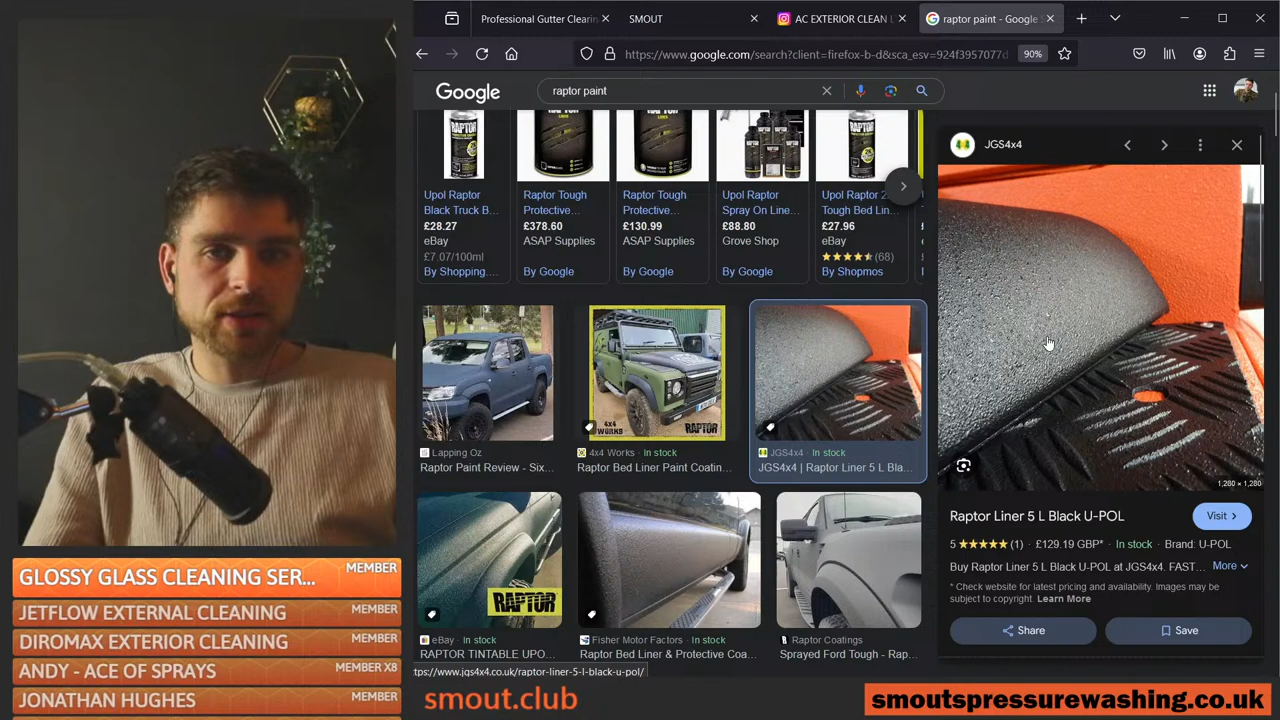 Professional Gutter Clearin
SMOUT
AC EXTERIOR CLEAN L
raptor paint - Google S
https://www.google.com/search?client=firefox-b-d&sca_esv=924f3957077d
90%
Google
raptor paint
JGS4x4
Upol Raptor
Black Truck B...
£28.27
eBay
£7.07/100ml
By Shopping....
Raptor Tough
Protective...
£378.60
ASAP Supplies
By Google
Raptor Tough
Protective...
£130.99
ASAP Supplies
By Google
Upol Raptor
Spray On Line...
£88.80
Grove Shop
By Google
Upol Raptor 2
Tough Bed Lin...
£27.96
eBay
(68)
By Shopmos
Lapping Oz
Raptor Paint Review - Six...
4x4
WORKS
RAPTOR
4x4 Works • In stock
Raptor Bed Liner Paint Coatin...
JGS4x4 • In stock
JGS4x4 | Raptor Liner 5 L Bla...
1,280 × 1,280
Raptor Liner 5 L Black U-POL
Visit
5 ★★★★★ (1) • £129.19 GBP* • In stock • Brand: U-POL
Buy Raptor Liner 5 L Black U-POL at JGS4x4. FAST... More
* Check website for latest pricing and availability. Images may
be subject to copyright. Learn More
Share
Save
RAPTOR
eBay • In stock
RAPTOR TINTABLE UPO...
Fisher Motor Factors • In stock
Raptor Bed Liner & Protective Coa...
Raptor Coatings
Sprayed Ford Tough - Rap...
ttps://www.jgs4x4.co.uk/raptor-liner-5-l-black-u-pol/
GLOSSY GLASS CLEANING SER...
MEMBER
JETFLOW EXTERNAL CLEANING
MEMBER
DIROMAX EXTERIOR CLEANING
MEMBER
ANDY - ACE OF SPRAYS
MEMBER X8
JONATHAN HUGHES
MEMBER
smout.club
smoutspressurewashing.co.uk